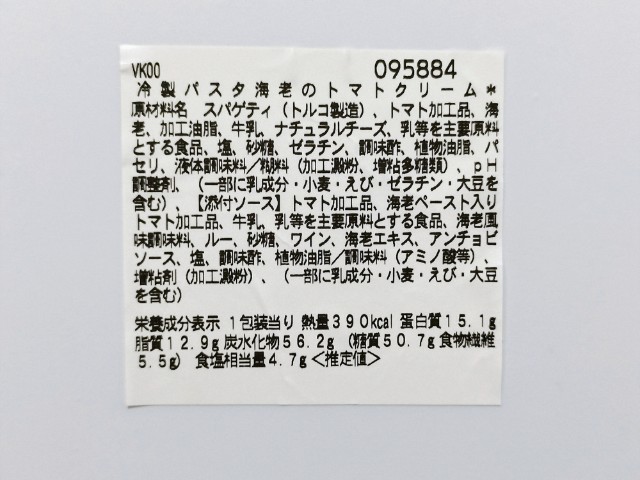 VK00 095884
冷製パスタ海老のトマトクリーム*
原材料名 スパゲティ(トルコ製造)、トマト加工品、海
老、加工油脂、牛乳、ナチュラルチーズ、乳等を主要原料
とする食品、塩、砂糖、ゼラチン、調味酢、植物油脂、パ
セリ、液体調味料/糊料(加工澱粉、増粘多糖類)、pH
調整剤、(一部に乳成分・小麦・えび・ゼラチン・大豆を
含む)、【添付ソース】トマト加工品、海老ペースト入り
トマト加工品、牛乳、乳等を主要原料とする食品、海老風
味調味料、ルー、砂糖、ワイン、海老エキス、アンチョビ
ソース、塩、調味酢、植物油脂/調味料(アミノ酸等)、
増粘剤(加工澱粉)、(一部に乳成分・小麦・えび・大豆
を含む)
栄養成分表示 1包装当り 熱量390kcal 蛋白質15.1g
脂質12.9g 炭水化物56.2g (糖質50.7g 食物繊維
5.5g) 食塩相当量4.7g<推定値>